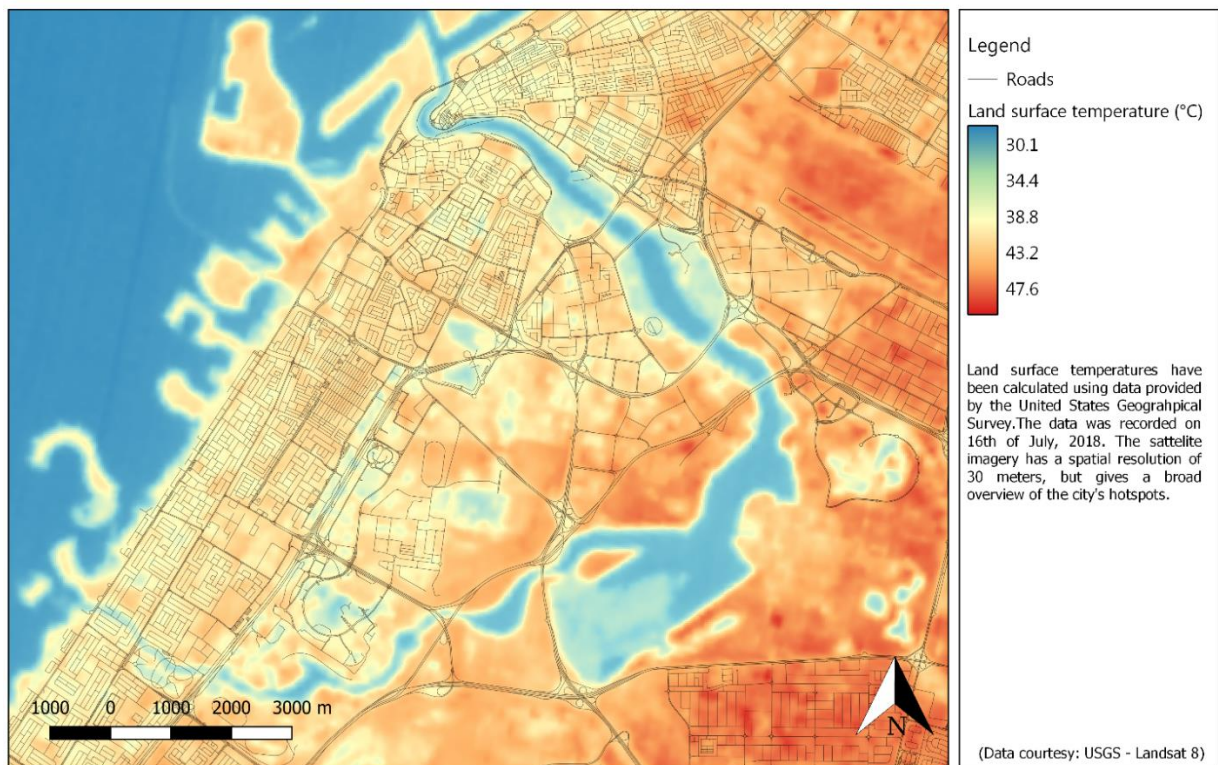 Legend
Roads
Land surface temperature (°C)
30.1
34.4
38.8
43.2
47.6
Land surface temperatures have
been calculated using data provided
by the United States Geograhpical
Survey.The data was recorded on
16th of July, 2018. The sattelite
imagery has a spatial resolution of
30 meters, but gives a broad
overview of the city's hotspots.
1000 0 1000 2000 3000 m
N
(Data courtesy: USGS - Landsat 8)